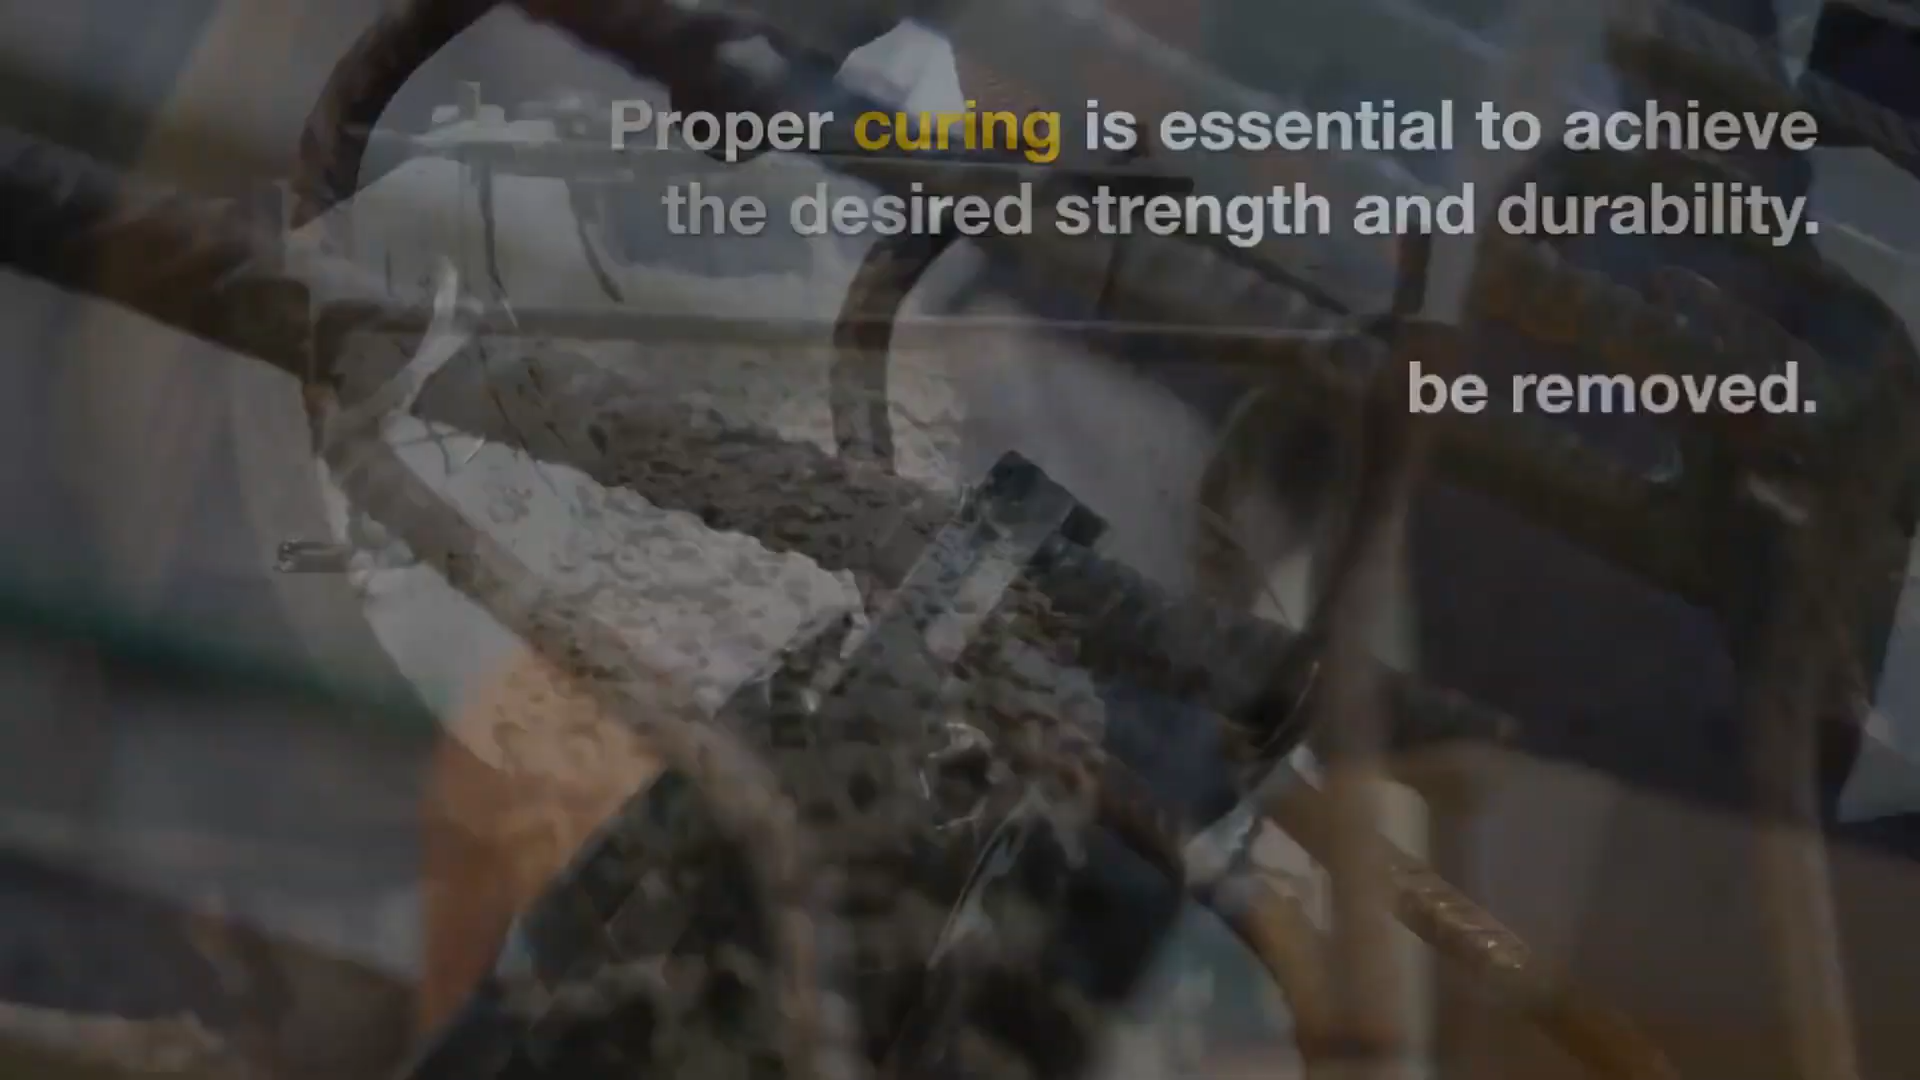 Proper curing is essential to achieve
the desired strength and durability.
be removed.